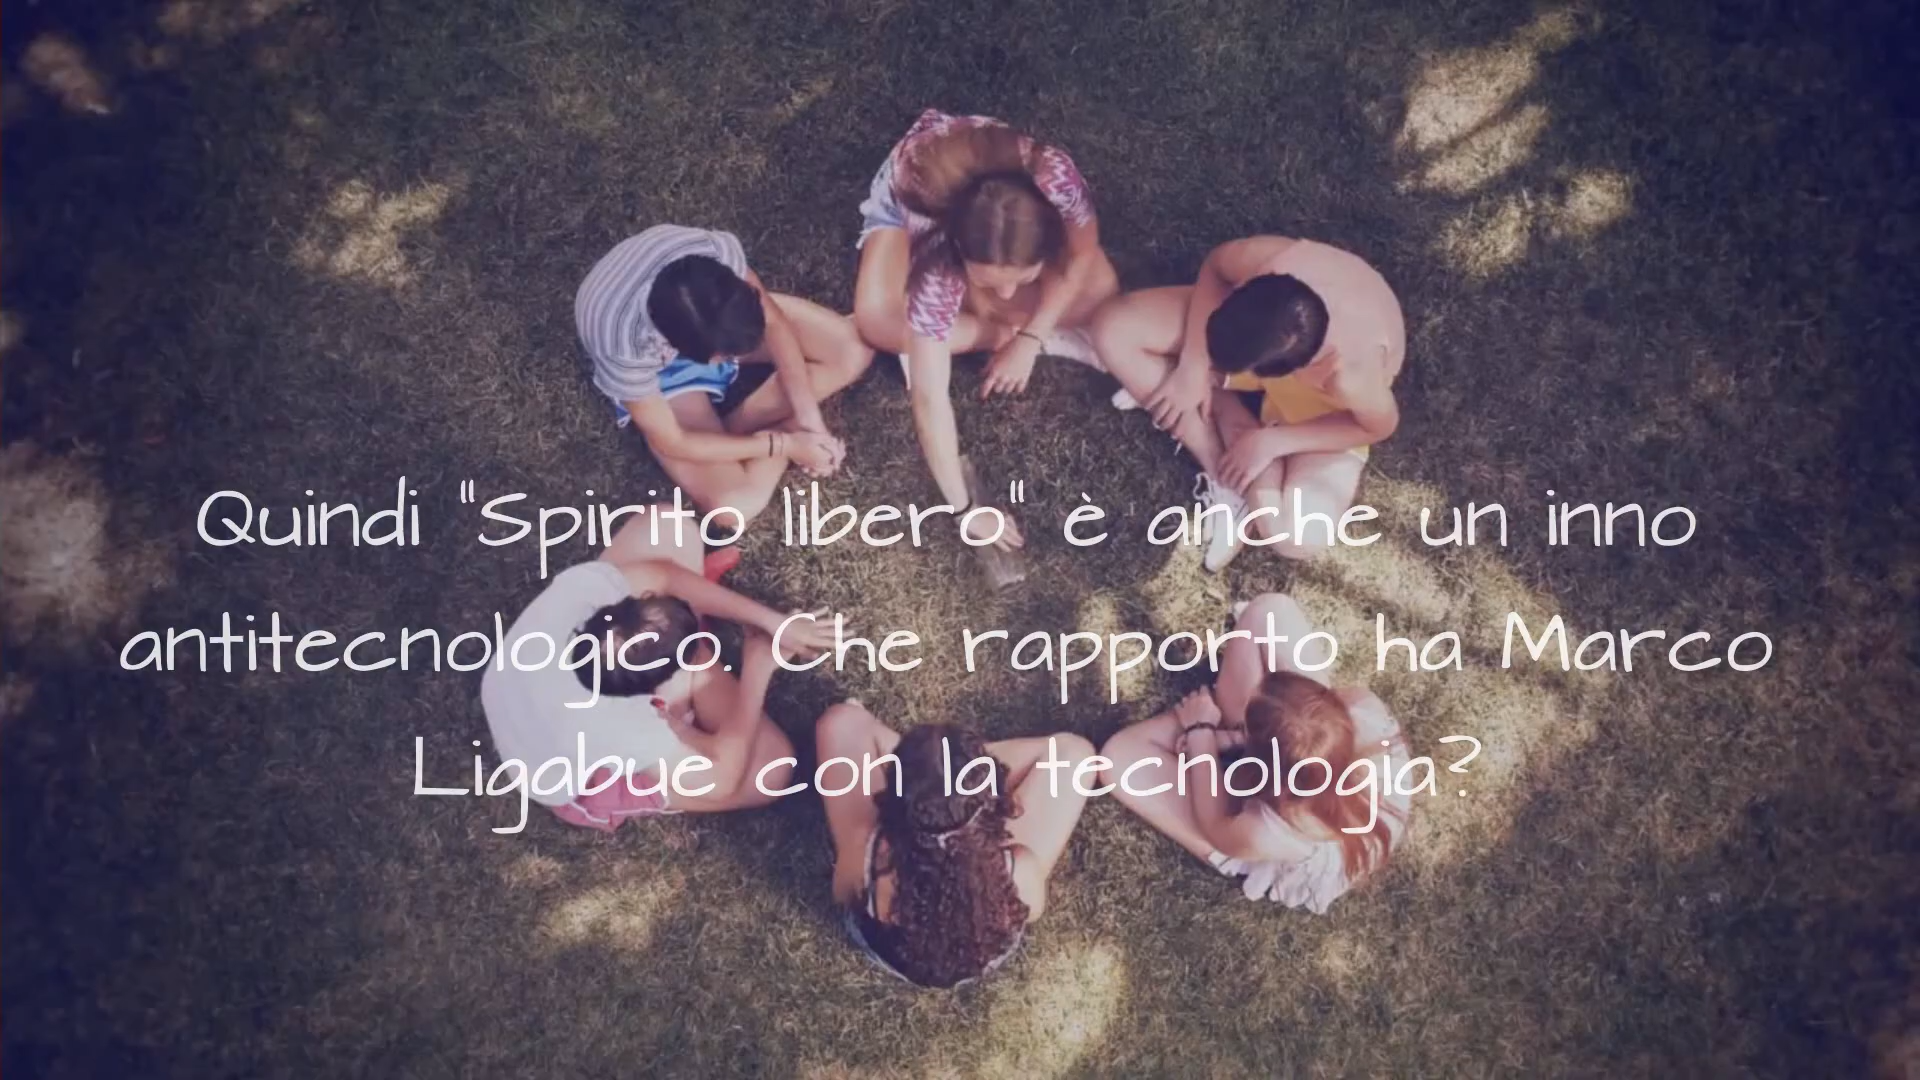 Quindi "Spirito libero" è anche un inno
antitecnologico. Che rapporto ha Marco
Ligabue con la tecnologia?